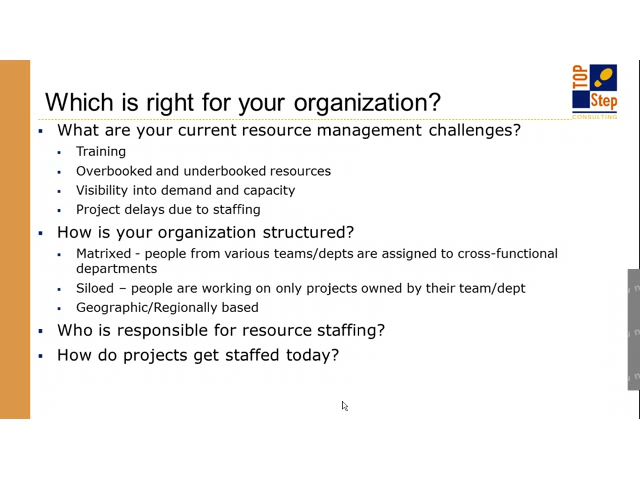 TOP
Step
CONSULTING
Which is right for your organization?
What are your current resource management challenges?
Training
Overbooked and underbooked resources
Visibility into demand and capacity
Project delays due to staffing
How is your organization structured?
Matrixed - people from various teams/depts are assigned to cross-functional
departments
Siloed – people are working on only projects owned by their team/dept
Geographic/Regionally based
Who is responsible for resource staffing?
How do projects get staffed today?